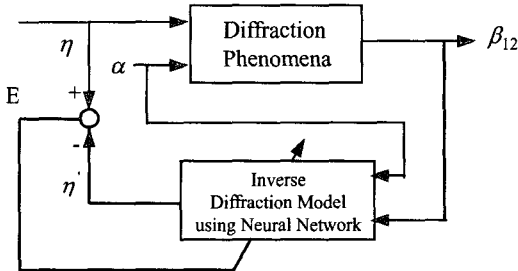 Diffraction
Phenomena
η
α
β₁₂
E
+
-
η'
Inverse
Diffraction Model
using Neural Network